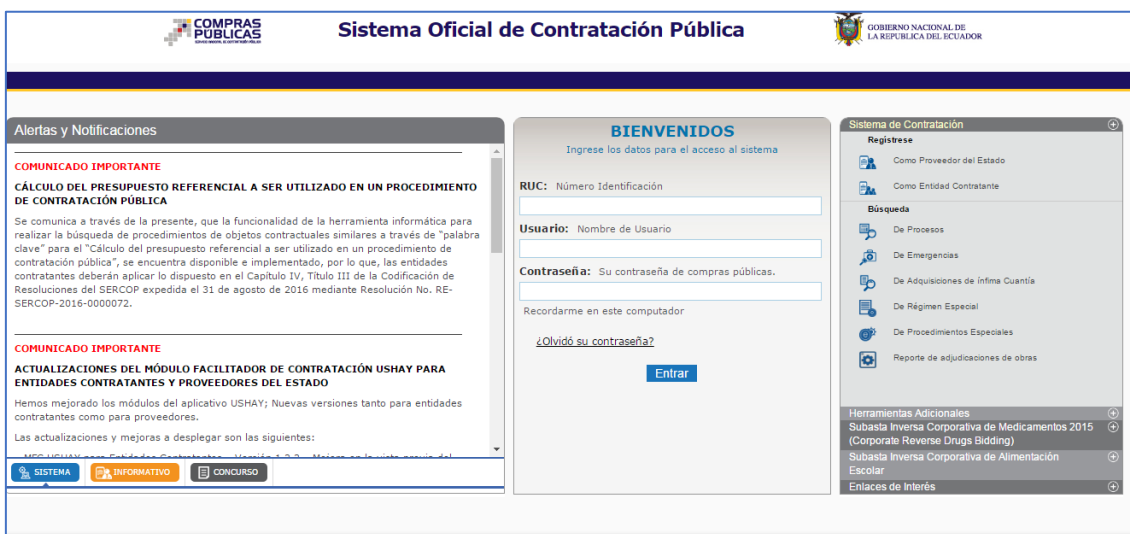 COMPRAS
PÚBLICAS
Sistema Oficial de Contratación Pública
GOBIERNO NACIONAL DE
LA REPUBLICA DEL ECUADOR
Alertas y Notificaciones
COMUNICADO IMPORTANTE
CÁLCULO DEL PRESUPUESTO REFERENCIAL A SER UTILIZADO EN UN PROCEDIMIENTO
DE CONTRATACIÓN PÚBLICA
Se comunica a través de la presente, que la funcionalidad de la herramienta informática para
realizar la búsqueda de procedimientos de objetos contractuales similares a través de "palabra
clave" para el "Cálculo del presupuesto referencial a ser utilizado en un procedimiento de
contratación pública", se encuentra disponible e implementado, por lo que, las entidades
contratantes deberán aplicar lo dispuesto en el Capítulo IV, Título III de la Codificación de
Resoluciones del SERCOP expedida el 31 de agosto de 2016 mediante Resolución No. RE-
SERCOP-2016-0000072.
COMUNICADO IMPORTANTE
ACTUALIZACIONES DEL MÓDULO FACILITADOR DE CONTRATACIÓN USHAY PARA
ENTIDADES CONTRATANTES Y PROVEEDORES DEL ESTADO
Hemos mejorado los módulos del aplicativo USHAY; Nuevas versiones tanto para entidades
contratantes como para proveedores.
Las actualizaciones y mejoras a desplegar son las siguientes:
SISTEMA
INFORMATIVO
CONCURSO
BIENVENIDOS
Ingrese los datos para el acceso al sistema
RUC: Número Identificación
Usuario: Nombre de Usuario
Contraseña: Su contraseña de compras públicas.
Recordarme en este computador
¿Olvidó su contraseña?
Entrar
Sistema de Contratación
Regístrese
Como Proveedor del Estado
Como Entidad Contratante
Búsqueda
De Procesos
De Emergencias
De Adquisiciones de ínfima Cuantía
De Régimen Especial
De Procedimientos Especiales
Reporte de adjudicaciones de obras
Herramientas Adicionales
Subasta Inversa Corporativa de Medicamentos 2015
(Corporate Reverse Drugs Bidding)
Subasta Inversa Corporativa de Alimentación
Escolar
Enlaces de Interés